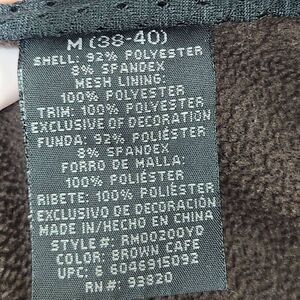 M (38-40)
SHELL: 92% POLYESTER
8% SPANDEX
MESH LINING:
100% POLYESTER
TRIM: 100% POLYESTER
EXCLUSIVE OF DECORATION
FUNDA: 92% POLIÉSTER
8% SPANDEX
FORRO DE MALLA:
100% POLIÉSTER
RIBETE: 100% POLIÉSTER
EXCLUSIVO DE DECORACIÓN
MADE IN/HECHO EN CHINA
STYLE#: RM00200YD
COLOR: BROWN CAFE
UPC: 6 6046915092
RN#: 93820